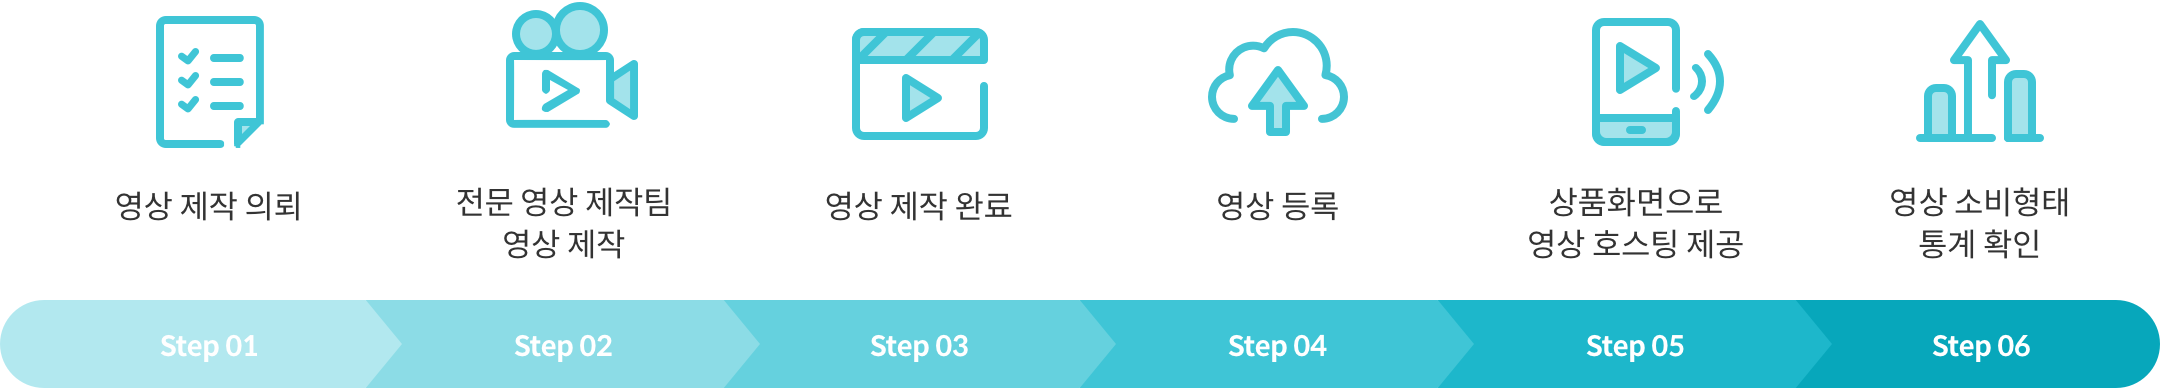 영상 제작 의뢰
전문 영상 제작팀
영상 제작
영상 제작 완료
영상 등록
상품화면으로
영상 호스팅 제공
영상 소비형태
통계 확인
Step 01
Step 02
Step 03
Step 04
Step 05
Step 06